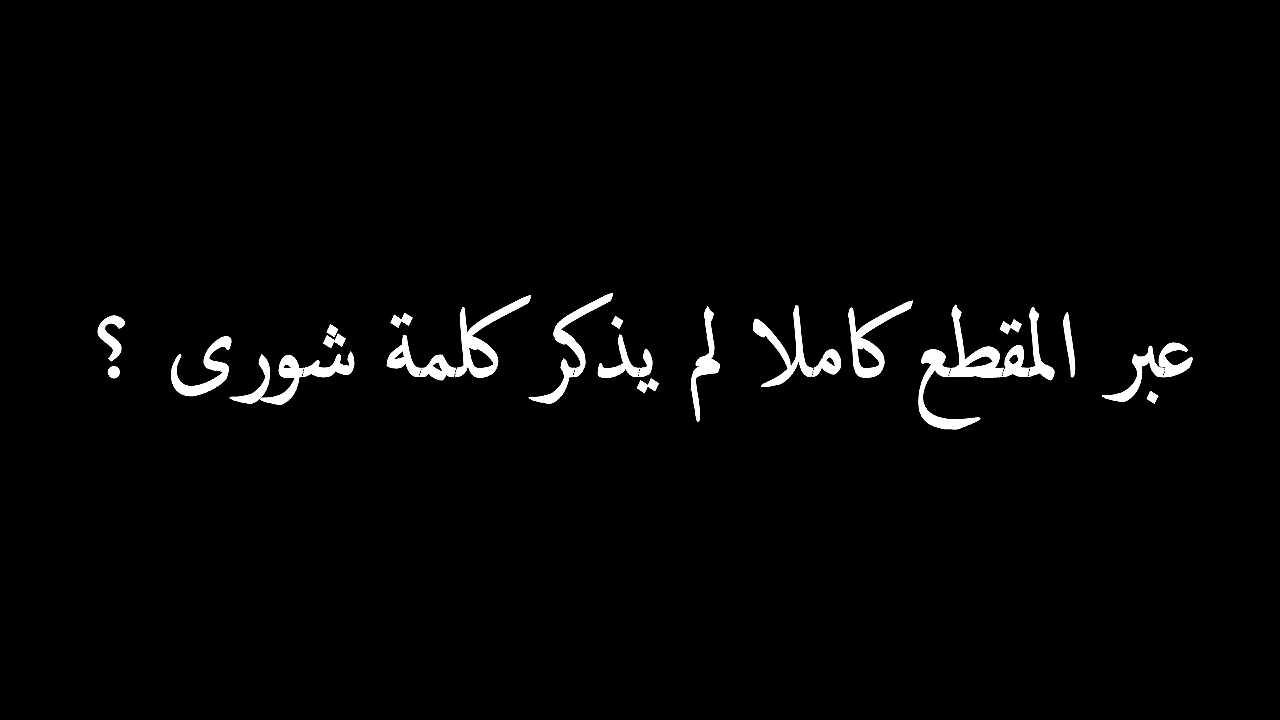 عبر المقطع كاملا لم يذكر كلمة شورى ؟